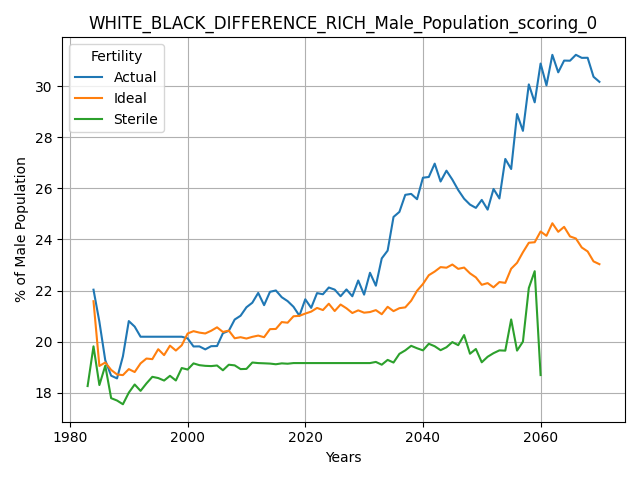 WHITE_BLACK_DIFFERENCE_RICH_Male_Population_scoring_0
Fertility
Actual
Ideal
Sterile
% of Male Population
30
28
26
24
22
20
18
1980
2000
2020
2040
2060
Years